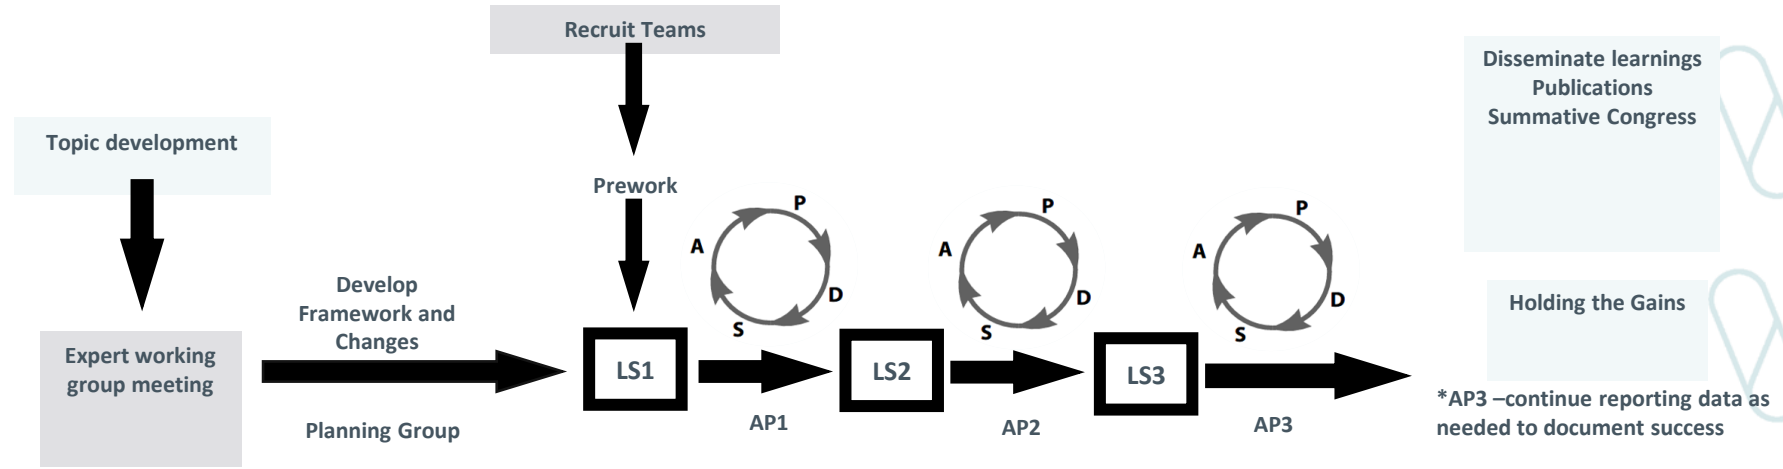 Recruit Teams
Topic development
Prework
Expert working
group meeting
Develop
Framework and
Changes
Planning Group
LS1
P
D
S
A
AP1
LS2
P
D
S
A
AP2
LS3
P
D
S
A
AP3
Disseminate learnings
Publications
Summative Congress
Holding the Gains
*AP3 –continue reporting data as
needed to document success